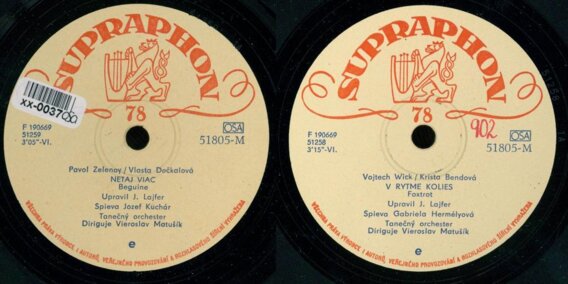 SUPRAPHON
78
xx-003700
F 190669
51259
3'05"-VI.
OSA
51805-M
Pavol Zelenay/Vlasta Dočkalová
NETAJ VIAC
Beguine
Upravil J. Lajfer
Spieva Jozef Kuchár
Tanečný orchester
Diriguje Vieroslav Matušík
e
VŠECHNA PRÁVA VÝROBCE I AUTORŮ, VEŘEJNÉHO PROVOZOVÁNÍ A ROZHLASOVÉHO ŠÍŘENÍ VYHRAZENA
SUPRAPHON
78
902
F 190669
51258
3'15"-VI.
OSA
51805-M
Vojtech Wick/Krista Bendová
V RYTME KOLIES
Foxtrot
Upravil J. Lajfer
Spieva Gabriela Hermélyová
Tanečný orchester
Diriguje Vieroslav Matušík
e
VŠECHNA PRÁVA VÝROBCE I AUTORŮ, VEŘEJNÉHO PROVOZOVÁNÍ A ROZHLASOVÉHO ŠÍŘENÍ VYHRAZENA